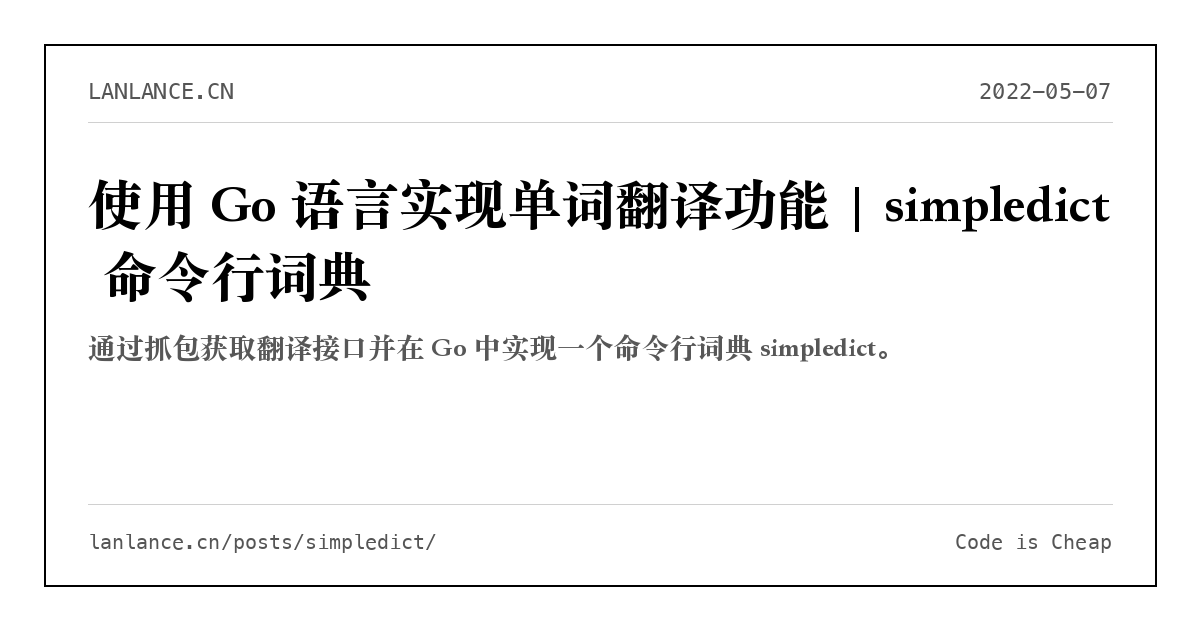 LANLANCE.CN
2022-05-07
使用 Go 语言实现单词翻译功能 | simpledict
命令行词典
通过抓包获取翻译接口并在 Go 中实现一个命令行词典 simpledict。
lanlance.cn/posts/simpledict/
Code is Cheap